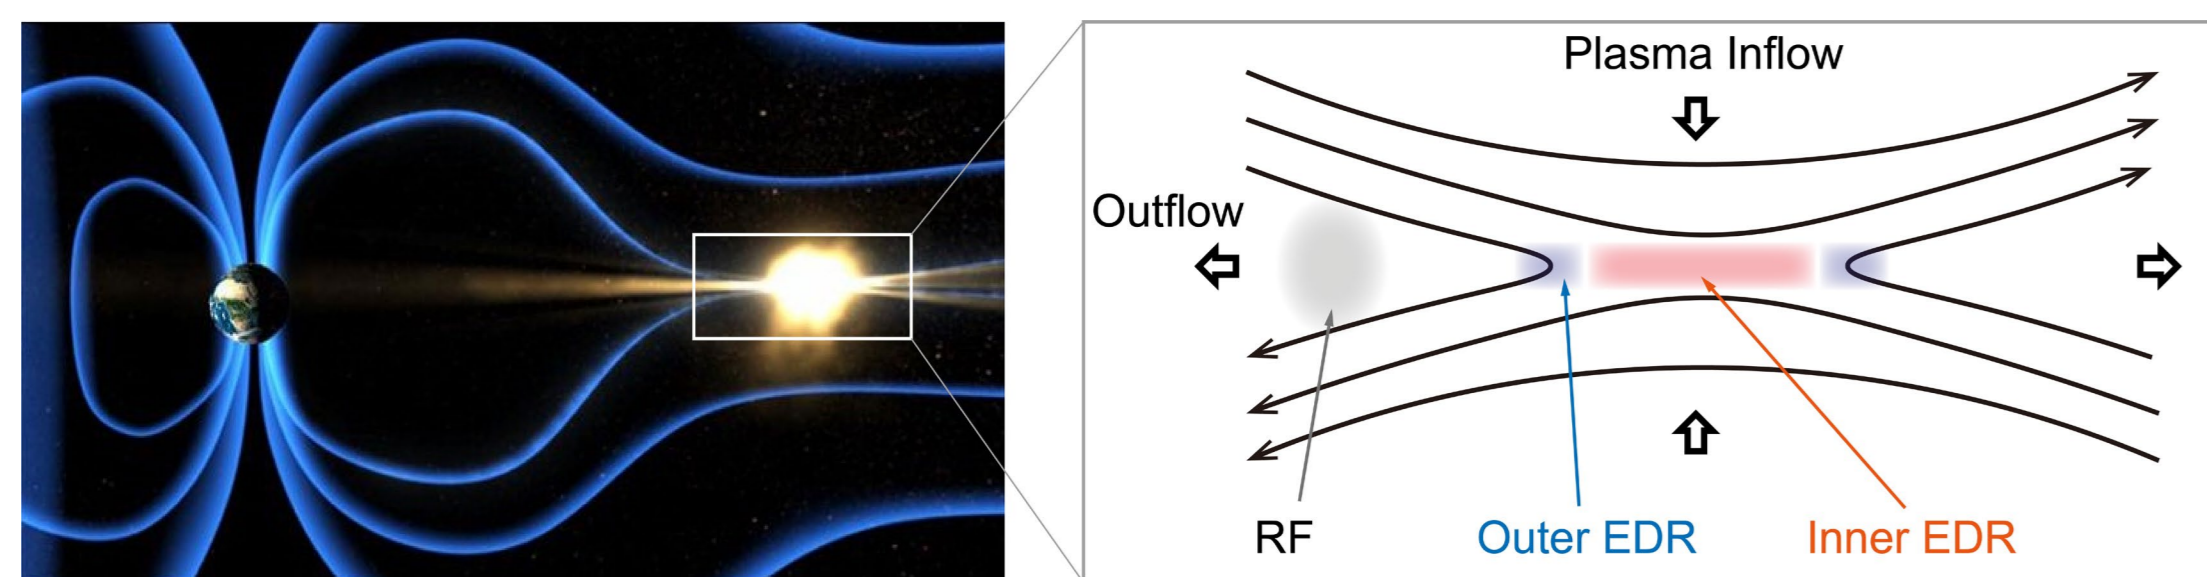 Plasma Inflow
Outflow
RF
Outer EDR
Inner EDR